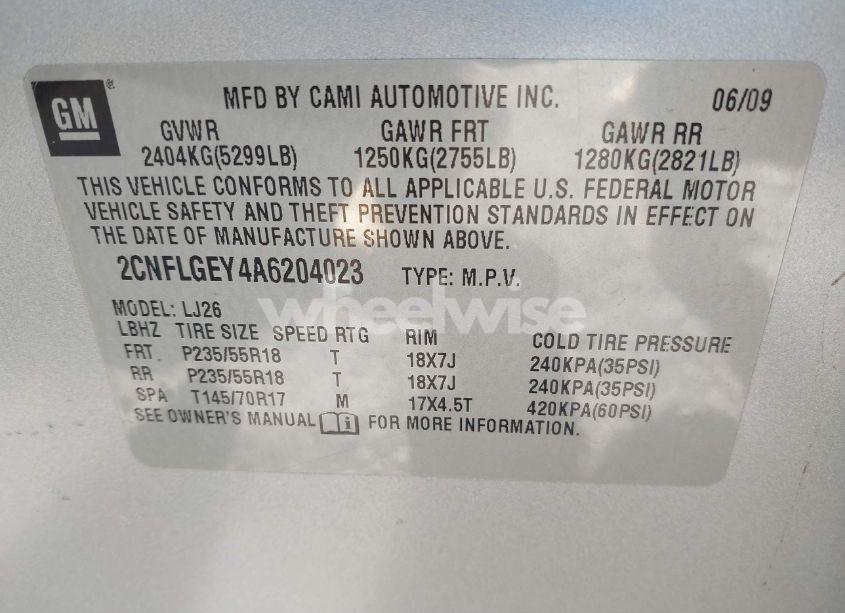 GM ®
MFD BY CAMI AUTOMOTIVE INC. 06/09
GVWR GAWR FRT GAWR RR
2404KG(5299LB) 1250KG(2755LB) 1280KG(2821LB)
THIS VEHICLE CONFORMS TO ALL APPLICABLE U.S. FEDERAL MOTOR
VEHICLE SAFETY AND THEFT PREVENTION STANDARDS IN EFFECT ON
THE DATE OF MANUFACTURE SHOWN ABOVE.
2CNFLGEY4A6204023 TYPE: M.P.V.
wheelwise
MODEL: LJ26
LBHZ TIRE SIZE SPEED RTG RIM COLD TIRE PRESSURE
FRT. P235/55R18 T 18X7J 240KPA(35PSI)
RR P235/55R18 T 18X7J 240KPA(35PSI)
SPA T145/70R17 M 17X4.5T 420KPA(60PSI)
SEE OWNER'S MANUAL i FOR MORE INFORMATION.